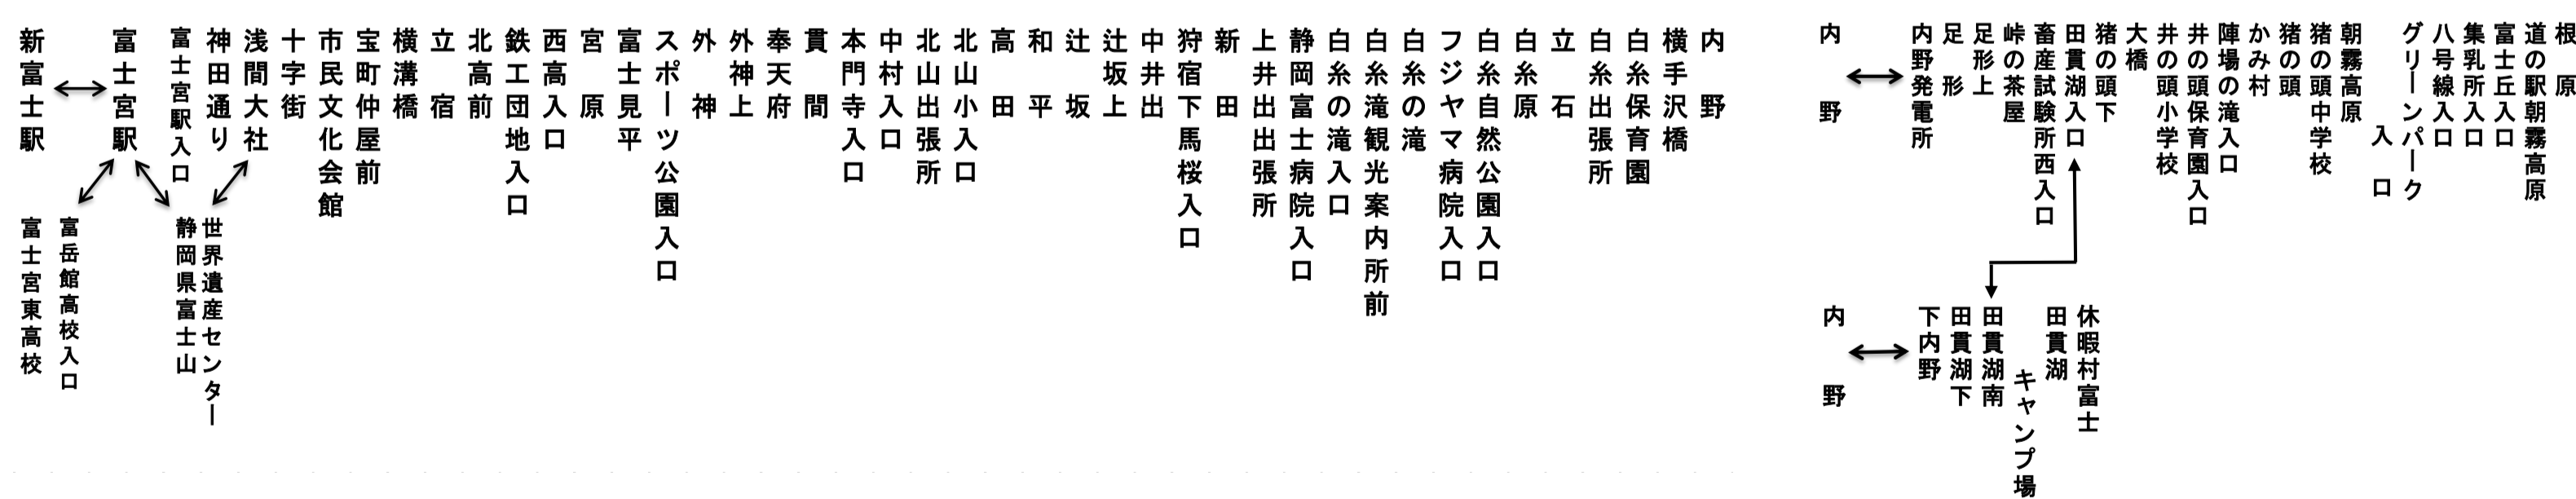 新富士駅
富士宮駅
富士宮駅入口
神田通り
浅間大社
十字街
市民文化会館
宝町仲屋前
横溝橋
立宿
北高前
鉄工団地入口
西高入口
宮原
富士見平
スポーツ公園入口
外神
外神上
奉天府
貫間
本門寺入口
中村入口
北山出張所
北山小入口
高田
和平
辻坂
辻坂上
中井出
狩宿下馬桜入口
新田
上井出出張所
静岡富士病院入口
白糸の滝入口
白糸滝観光案内所前
白糸の滝
フジヤマ病院入口
白糸自然公園入口
白糸原
立石
白糸出張所
白糸保育園
横手沢橋
内野
富士宮東高校
富岳館高校入口
静岡県富士山
世界遺産センター
内野
内野発電所
足形
足形上
峠の茶屋
畜産試験所西入口
田貫湖入口
猪の頭下
大橋
井の頭小学校
井の頭保育園入口
陣場の滝入口
かみ村
猪の頭
猪の頭中学校
朝霧高原
グリーンパーク
入口
八号線入口
集乳所入口
富士丘入口
道の駅朝霧高原
根原
内野
下内野
田貫湖下
田貫湖南
田貫湖
キャンプ場
休暇村富士